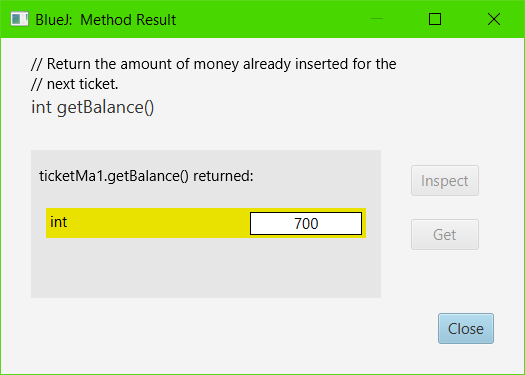 BlueJ:  Method Result
// Return the amount of money already inserted for the
// next ticket.
int getBalance()
ticketMa1.getBalance() returned:
int 700
Inspect
Get
Close